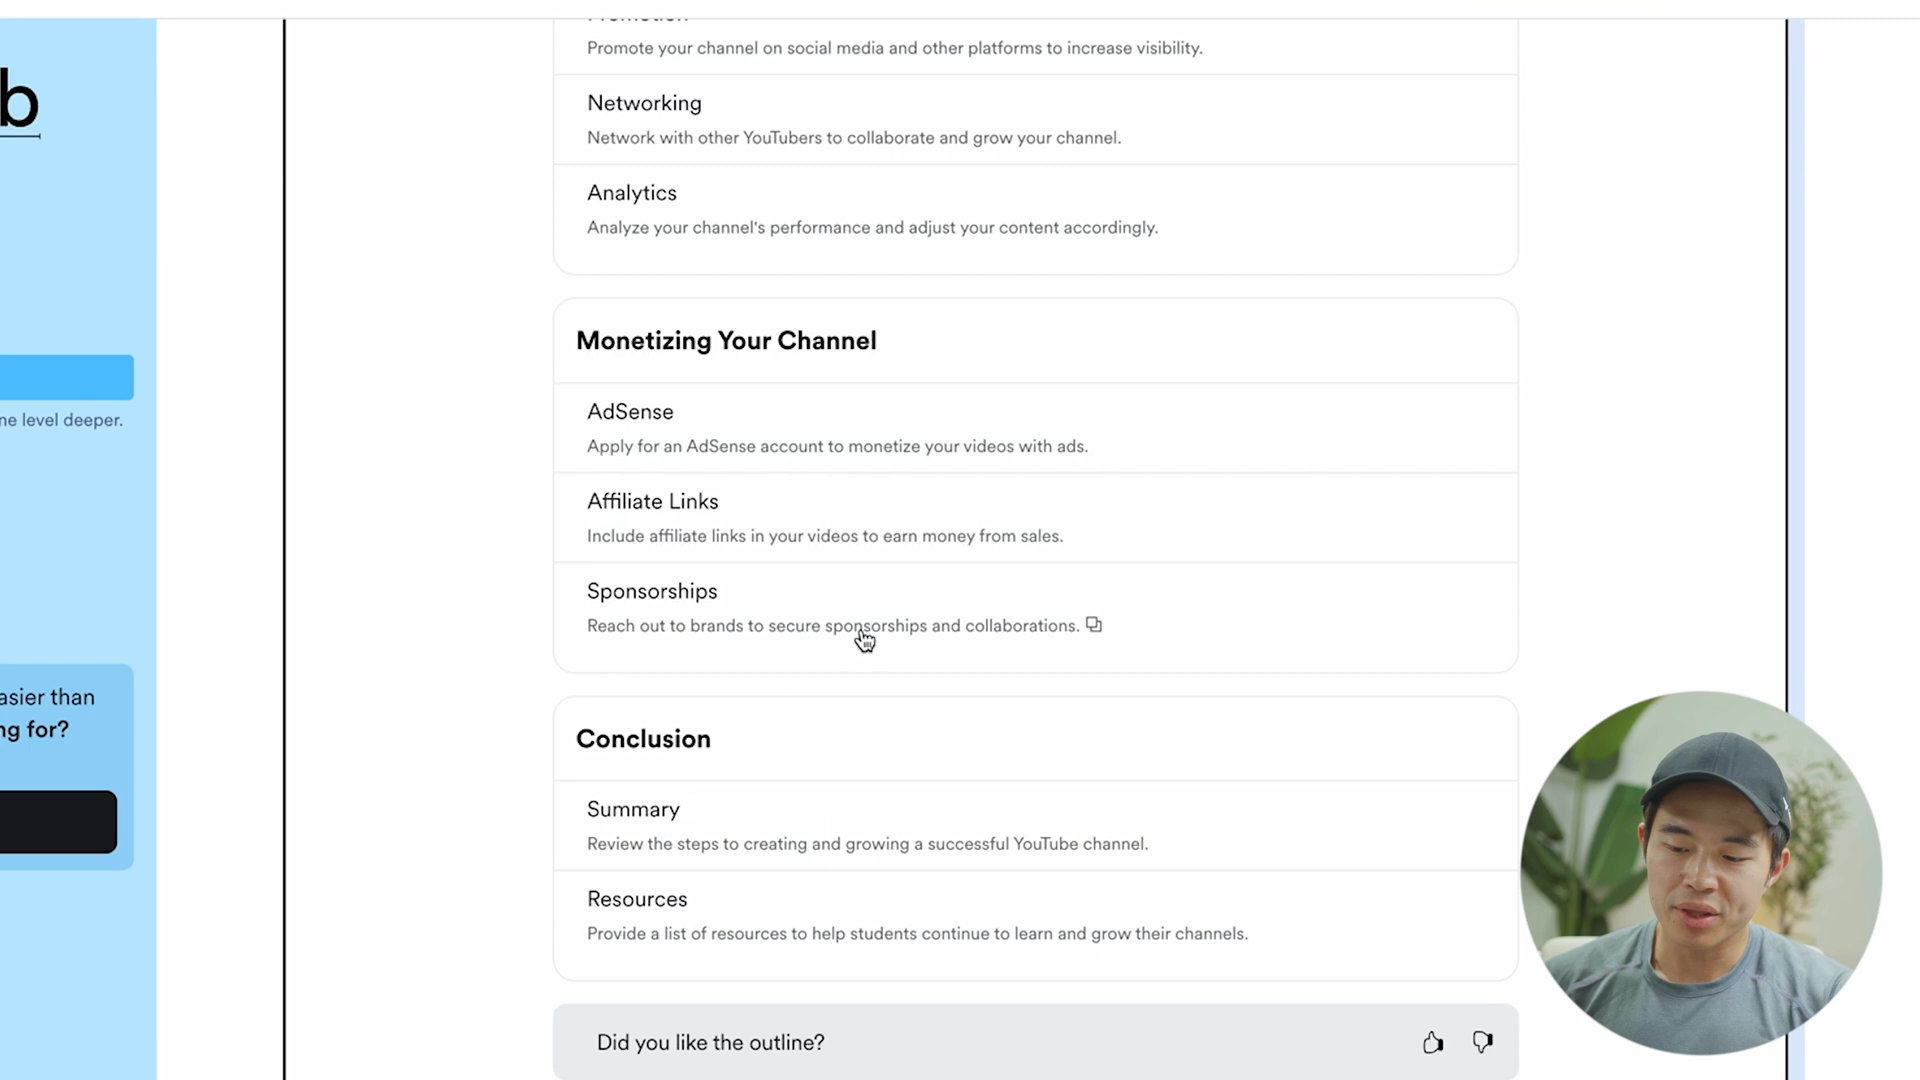 Promotion
Promote your channel on social media and other platforms to increase visibility.
Networking
Network with other YouTubers to collaborate and grow your channel.
Analytics
Analyze your channel's performance and adjust your content accordingly.
Monetizing Your Channel
AdSense
Apply for an AdSense account to monetize your videos with ads.
Affiliate Links
Include affiliate links in your videos to earn money from sales.
Sponsorships
Reach out to brands to secure sponsorships and collaborations.
Conclusion
Summary
Review the steps to creating and growing a successful YouTube channel.
Resources
Provide a list of resources to help students continue to learn and grow their channels.
Did you like the outline?
b
ne level deeper.
asier than
ng for?